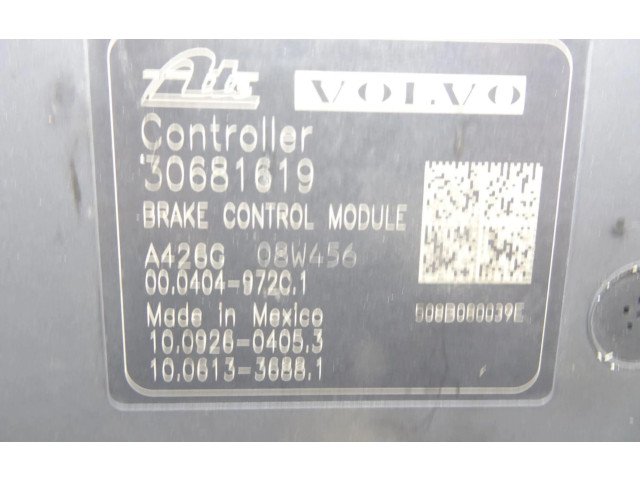 Ate VOLVO
Controller
30681619
BRAKE CONTROL MODULE
A426G 08W456
00.0404-972C.1
Made in Mexico 508B080039E
10.0926-0405.3
10.0613-3688.1